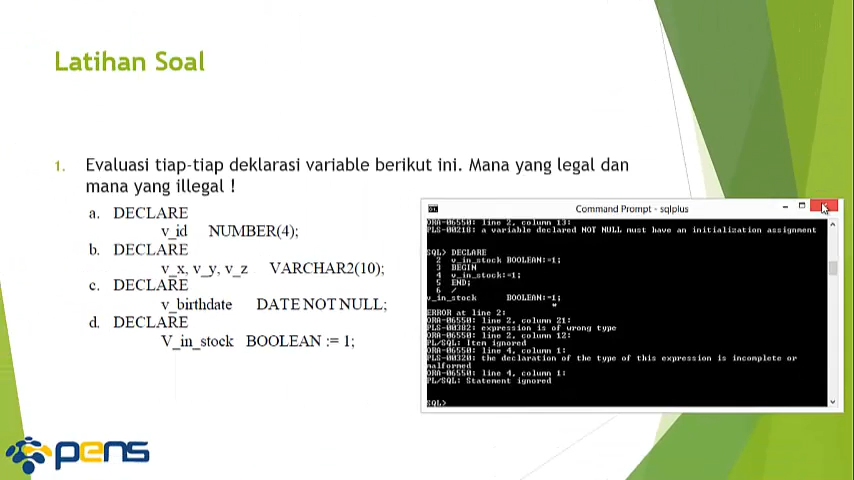 Latihan Soal
1. Evaluasi tiap-tiap deklarasi variable berikut ini. Mana yang legal dan
mana yang illegal !
a. DECLARE
v_id NUMBER(4);
b. DECLARE
v_x, v_y, v_z VARCHAR2(10);
c. DECLARE
v_birthdate DATE NOT NULL;
d. DECLARE
V_in_stock BOOLEAN := 1;
Command Prompt - sqlplus
ORA-06550: line 2, column 13:
PLS-00218: a variable declared NOT NULL must have an initialization assignment
SQL> DECLARE
2 v_in_stock BOOLEAN:=1;
3 BEGIN
4 v_in_stock:=1;
5 END;
6 /
v_in_stock BOOLEAN:=1;
*
ERROR at line 2:
ORA-06550: line 2, column 21:
PLS-00382: expression is of wrong type
ORA-06550: line 2, column 12:
PL/SQL: Item ignored
ORA-06550: line 4, column 1:
PLS-00320: the declaration of the type of this expression is incomplete or
malformed
ORA-06550: line 4, column 1:
PL/SQL: Statement ignored
SQL>
pens